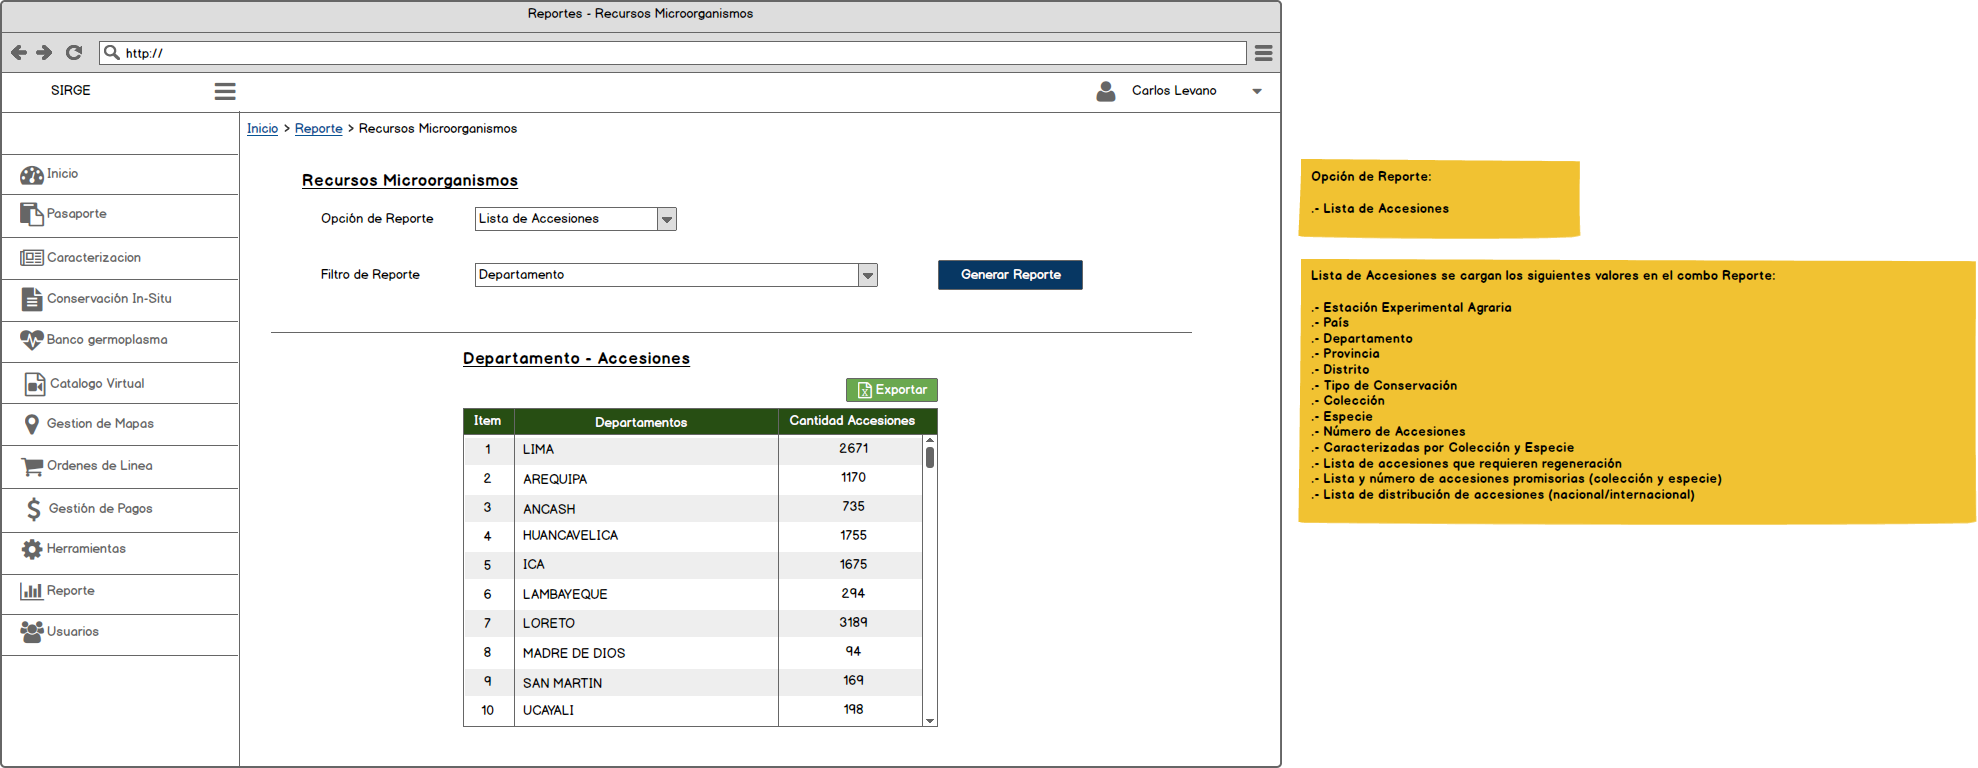 Reportes - Recursos Microorganismos
http://
SIRGE
Carlos Levano
Inicio > Reporte > Recursos Microorganismos
Inicio
Pasaporte
Caracterizacion
Conservación In-Situ
Banco germoplasma
Catalogo Virtual
Gestion de Mapas
Ordenes de Linea
Gestión de Pagos
Herramientas
Reporte
Usuarios
Recursos Microorganismos
Opción de Reporte Lista de Accesiones
Filtro de Reporte Departamento Generar Reporte
Departamento - Accesiones
Exportar
Item Departamentos Cantidad Accesiones
1 LIMA 2671
2 AREQUIPA 1170
3 ANCASH 735
4 HUANCAVELICA 1755
5 ICA 1675
6 LAMBAYEQUE 294
7 LORETO 3189
8 MADRE DE DIOS 94
9 SAN MARTIN 169
10 UCAYALI 198
Opción de Reporte:
.- Lista de Accesiones
Lista de Accesiones se cargan los siguientes valores en el combo Reporte:
.- Estación Experimental Agraria
.- País
.- Departamento
.- Provincia
.- Distrito
.- Tipo de Conservación
.- Colección
.- Especie
.- Número de Accesiones
.- Caracterizadas por Colección y Especie
.- Lista de accesiones que requieren regeneración
.- Lista y número de accesiones promisorias (colección y especie)
.- Lista de distribución de accesiones (nacional/internacional)